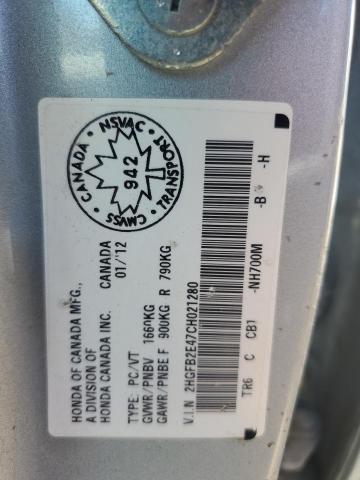 HONDA OF CANADA MFG.,
A DIVISION OF
HONDA CANADA INC. CANADA
TYPE: PC/VT 01/'12
GVWR/PNBV 1660KG
GAWR/PNBE F 900KG R 790KG
V.I.N 2HGFB2E47CH021280
TR6 C CB1 -NH700M -B -H
CANADA
NSVAC
TRANSPORT
CMVSS
942